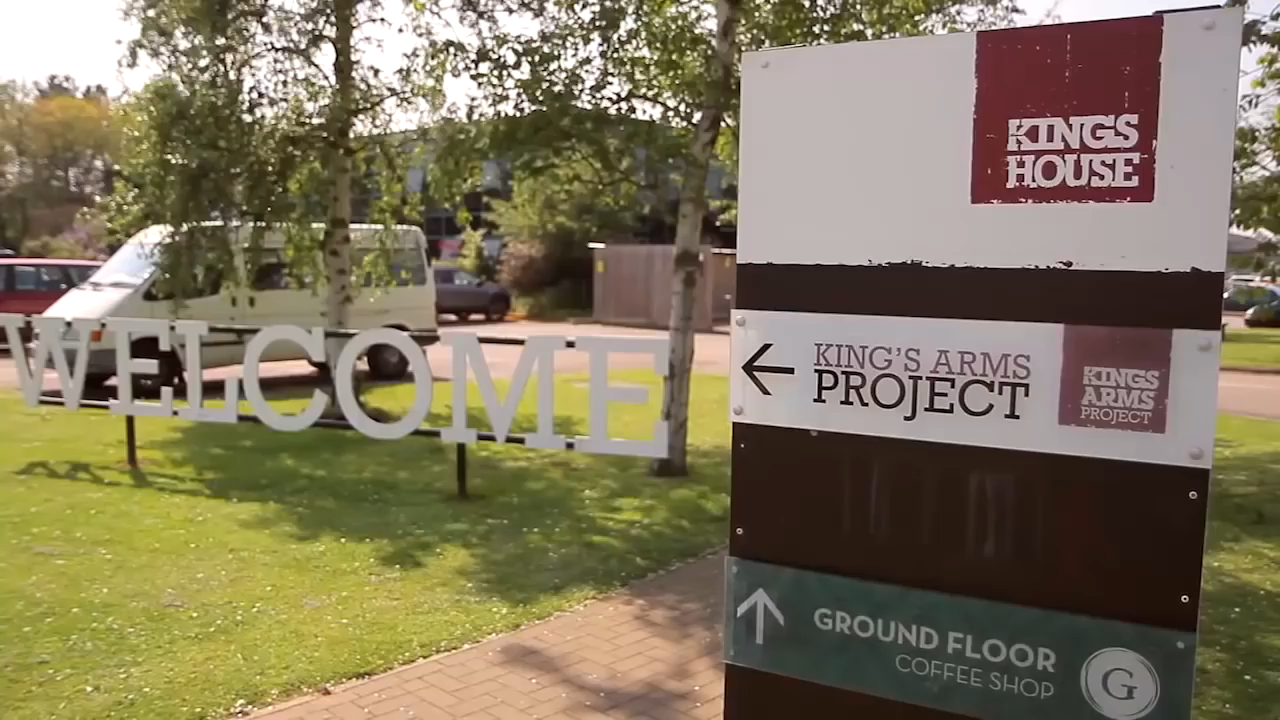 WELCOME
KINGS
HOUSE
KING'S ARMS
PROJECT
KINGS
ARMS
PROJECT
GROUND FLOOR
COFFEE SHOP
G